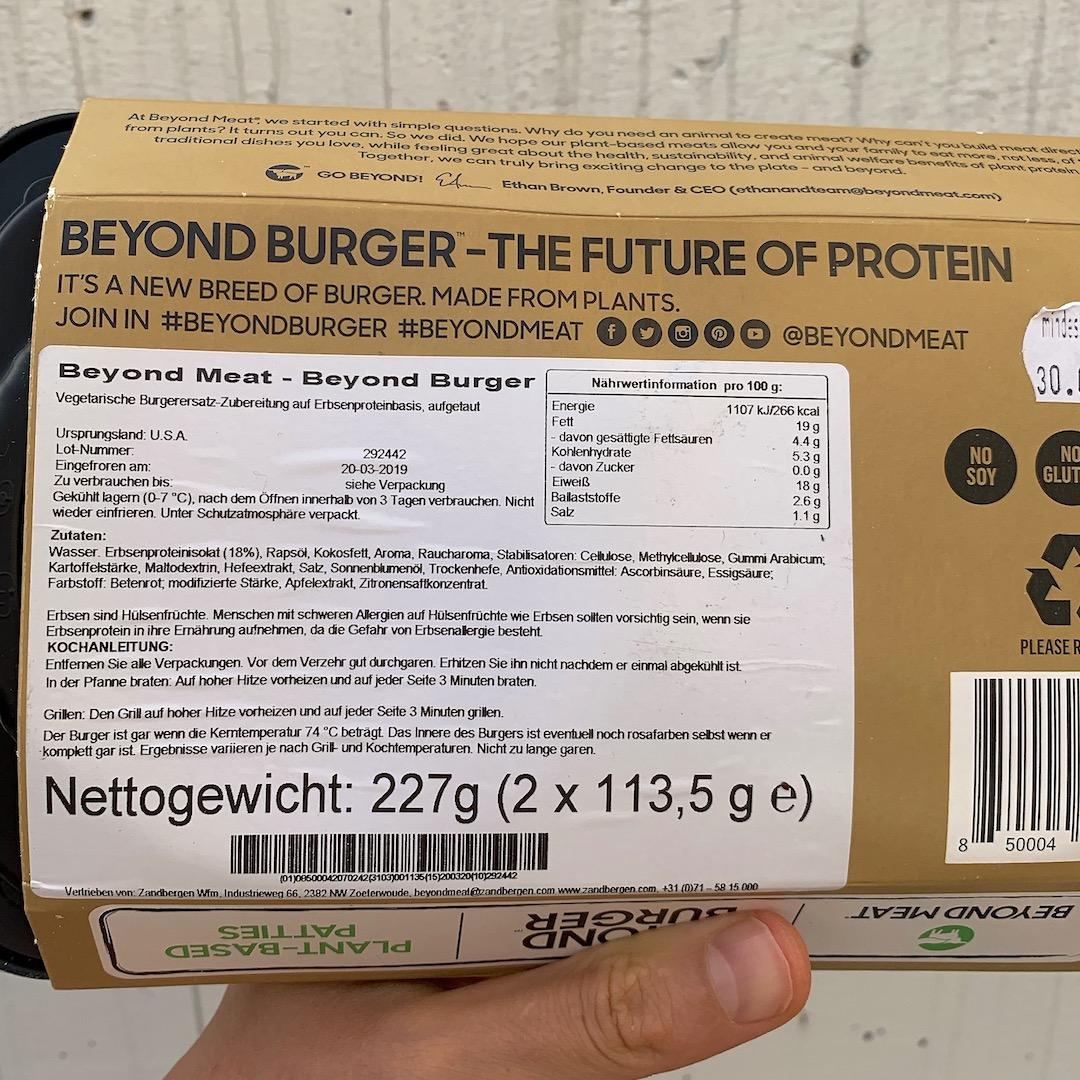 At Beyond Meat™, we started with simple questions. Why do you need an animal to create meat? Why can't you build meat
from plants? It turns out you can. So we did. We hope our plant-based meats allow you and your family to eat more, not less, of
traditional dishes you love, while feeling great about the health, sustainability, and animal welfare benefits of plant protein.
Together, we can truly bring exciting change to the plate – and beyond.
GO BEYOND! Ethan Brown, Founder & CEO (ethanandteam@beyondmeat.com)
BEYOND BURGER™-THE FUTURE OF PROTEIN
IT'S A NEW BREED OF BURGER. MADE FROM PLANTS.
JOIN IN #BEYONDBURGER #BEYONDMEAT @BEYONDMEAT
30.
Beyond Meat - Beyond Burger
Vegetarische Burgerersatz-Zubereitung auf Erbsenproteinbasis, aufgetaut
Ursprungsland: U.S.A.
Lot-Nummer: 292442
Eingefroren am: 20-03-2019
Zu verbrauchen bis: siehe Verpackung
Gekühlt lagern (0-7 °C), nach dem Öffnen innerhalb von 3 Tagen verbrauchen. Nicht
wieder einfrieren. Unter Schutzatmosphäre verpackt.
Nährwertinformation pro 100 g:
Energie 1107 kJ/266 kcal
Fett 19 g
- davon gesättigte Fettsäuren 4.4 g
Kohlenhydrate 5.3 g
- davon Zucker 0.0 g
Eiweiß 18 g
Ballaststoffe 2.6 g
Salz 1.1 g
NO
SOY
NO
GLUT
Zutaten:
Wasser. Erbsenproteinisolat (18%), Rapsöl, Kokosfett, Aroma, Raucharoma, Stabilisatoren: Cellulose, Methylcellulose, Gummi Arabicum;
Kartoffelstärke, Maltodextrin, Hefeextrakt, Salz, Sonnenblumenöl, Trockenhefe, Antioxidationsmittel: Ascorbinsäure, Essigsäure;
Farbstoff: Betenrot; modifizierte Stärke, Apfelextrakt, Zitronensaftkonzentrat.
Erbsen sind Hülsenfrüchte. Menschen mit schweren Allergien auf Hülsenfrüchte wie Erbsen sollten vorsichtig sein, wenn sie
Erbsenprotein in ihre Ernährung aufnehmen, da die Gefahr von Erbsenallergie besteht.
KOCHANLEITUNG:
Entfernen Sie alle Verpackungen. Vor dem Verzehr gut durchgaren. Erhitzen Sie ihn nicht nachdem er einmal abgekühlt ist.
In der Pfanne braten: Auf hoher Hitze vorheizen und auf jeder Seite 3 Minuten braten.
Grillen: Den Grill auf hoher Hitze vorheizen und auf jeder Seite 3 Minuten grillen.
Der Burger ist gar wenn die Kerntemperatur 74 °C beträgt. Das Innere des Burgers ist eventuell noch rosafarben selbst wenn er
komplett gar ist. Ergebnisse variieren je nach Grill- und Kochtemperaturen. Nicht zu lange garen.
PLEASE R
Nettogewicht: 227g (2 x 113,5 g e)
(01)08500042070242(3103)001135(15)200320(10)292442
8 50004
Vertrieben von: Zandbergen Wfm, Industrieweg 66, 2382 NW Zoeterwoude, beyondmeat@zandbergen.com www.zandbergen.com, +31 (0)71 – 58 15 000
BEYOND MEAT™
OND
BURGER™
PLANT-BASED
PATTIES